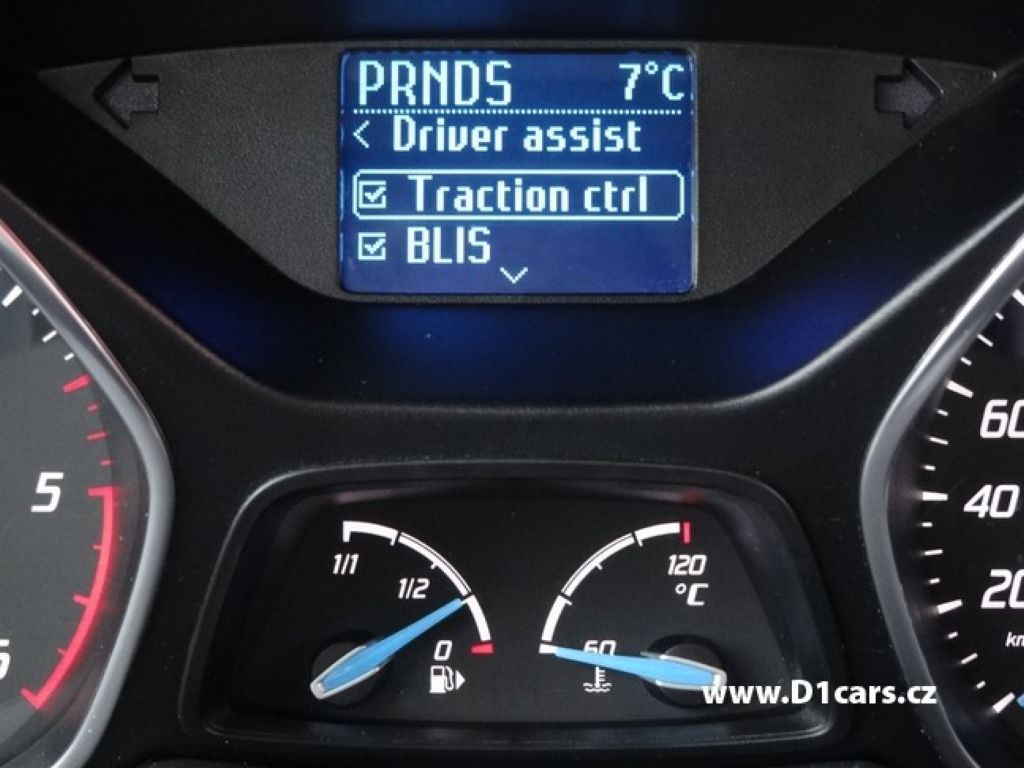 PRNDS 7°C
< Driver assist
Traction ctrl
BLIS
5
60
40
20
1/1
1/2
0
120
°C
60
www.D1cars.cz